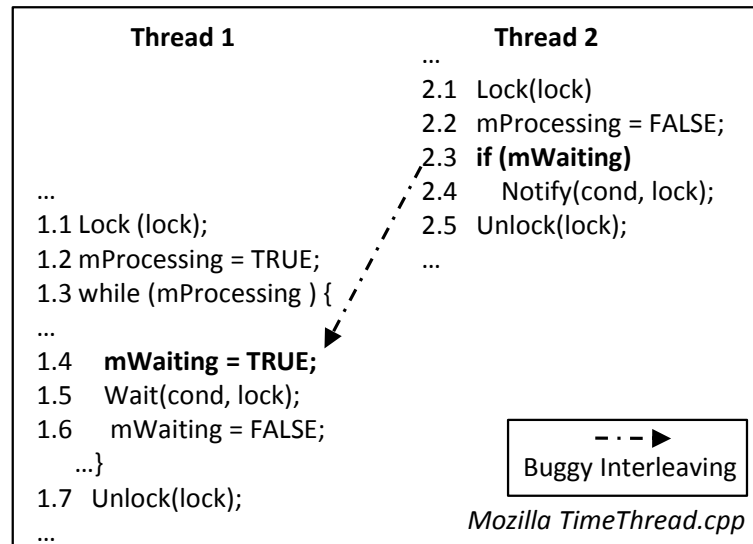 Thread 1
...
1.1 Lock (lock);
1.2 mProcessing = TRUE;
1.3 while (mProcessing ) {
...
1.4 mWaiting = TRUE;
1.5 Wait(cond, lock);
1.6 mWaiting = FALSE;
...}
1.7 Unlock(lock);
...
Thread 2
...
2.1 Lock(lock)
2.2 mProcessing = FALSE;
2.3 if (mWaiting)
2.4 Notify(cond, lock);
2.5 Unlock(lock);
...
Buggy Interleaving
Mozilla TimeThread.cpp